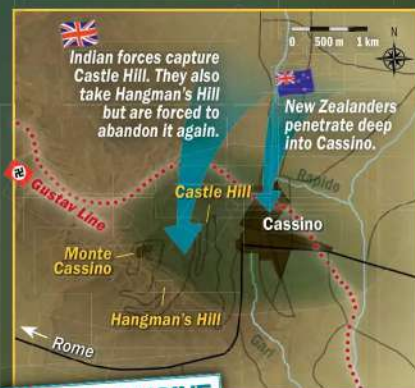 0 500 m 1 km
Indian forces capture
Castle Hill. They also
take Hangman's Hill
but are forced to
abandon it again.
New Zealanders
penetrate deep
into Cassino.
Gustav Line
Castle Hill
Rapido
Cassino
Monte
Cassino
Hangman's Hill
Rome
Gari